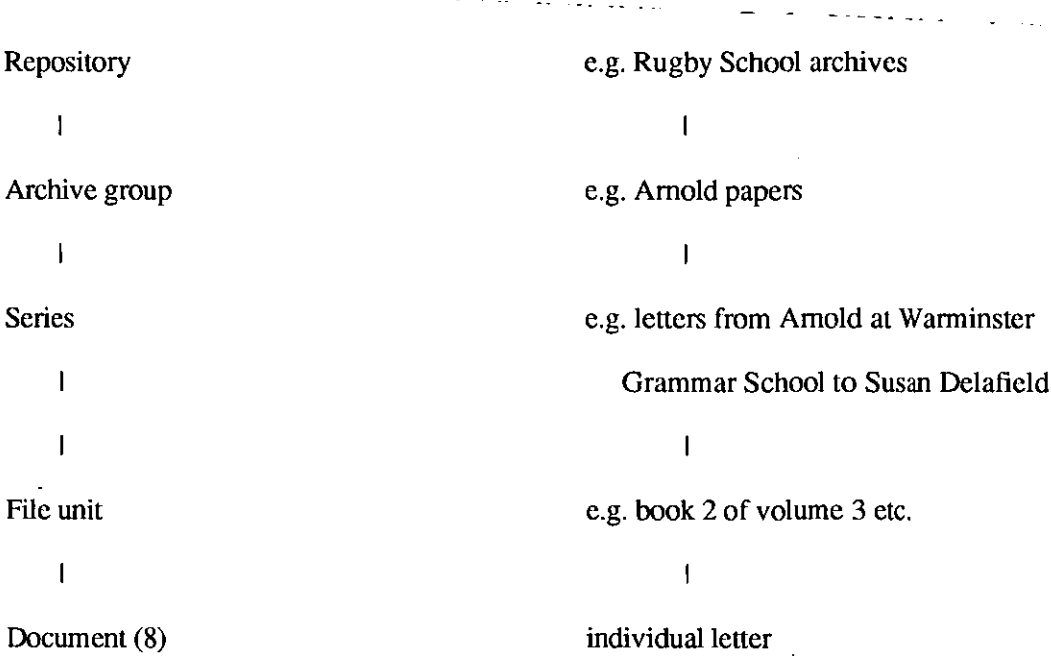 Repository e.g. Rugby School archives
| |
Archive group e.g. Arnold papers
| |
Series e.g. letters from Arnold at Warminster
| Grammar School to Susan Delafield
| |
File unit e.g. book 2 of volume 3 etc.
| |
Document (8) individual letter